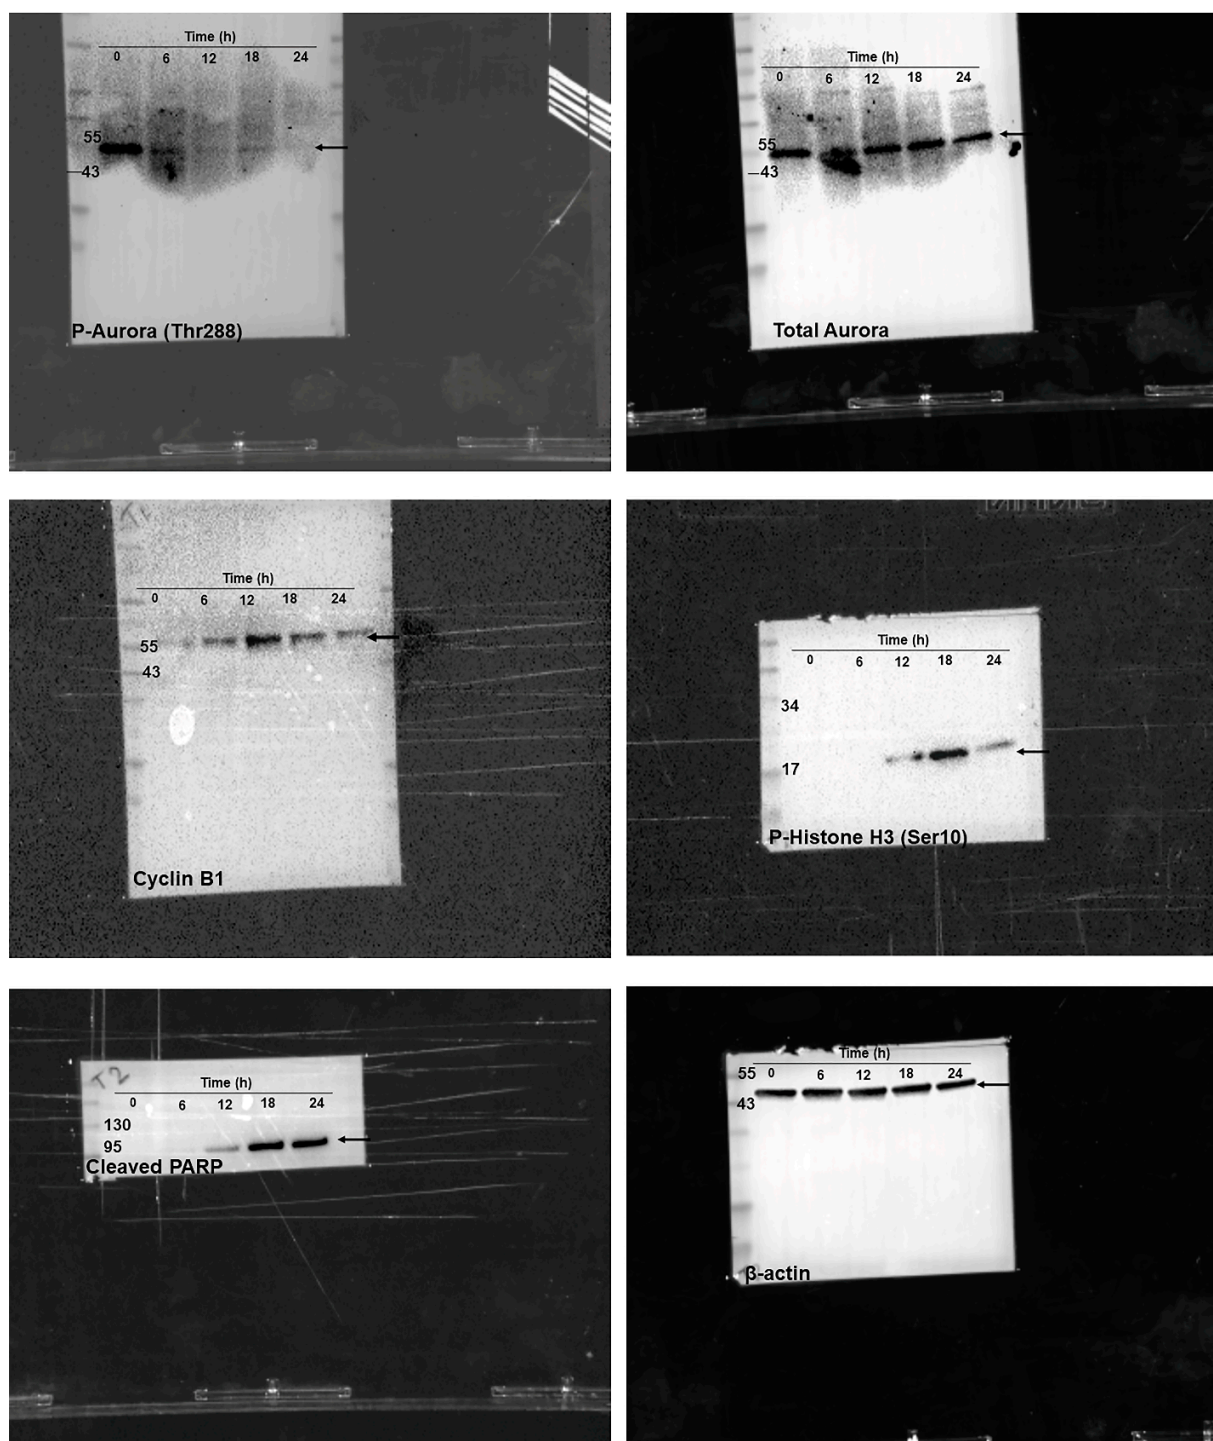 Time (h)
0 6 12 18 24
55
43
P-Aurora (Thr288)
Time (h)
0 6 12 18 24
55
43
Total Aurora
Time (h)
0 6 12 18 24
55
43
Cyclin B1
Time (h)
0 6 12 18 24
34
17
P-Histone H3 (Ser10)
T2
Time (h)
0 6 12 18 24
130
95
Cleaved PARP
Time (h)
55 0 6 12 18 24
43
β-actin